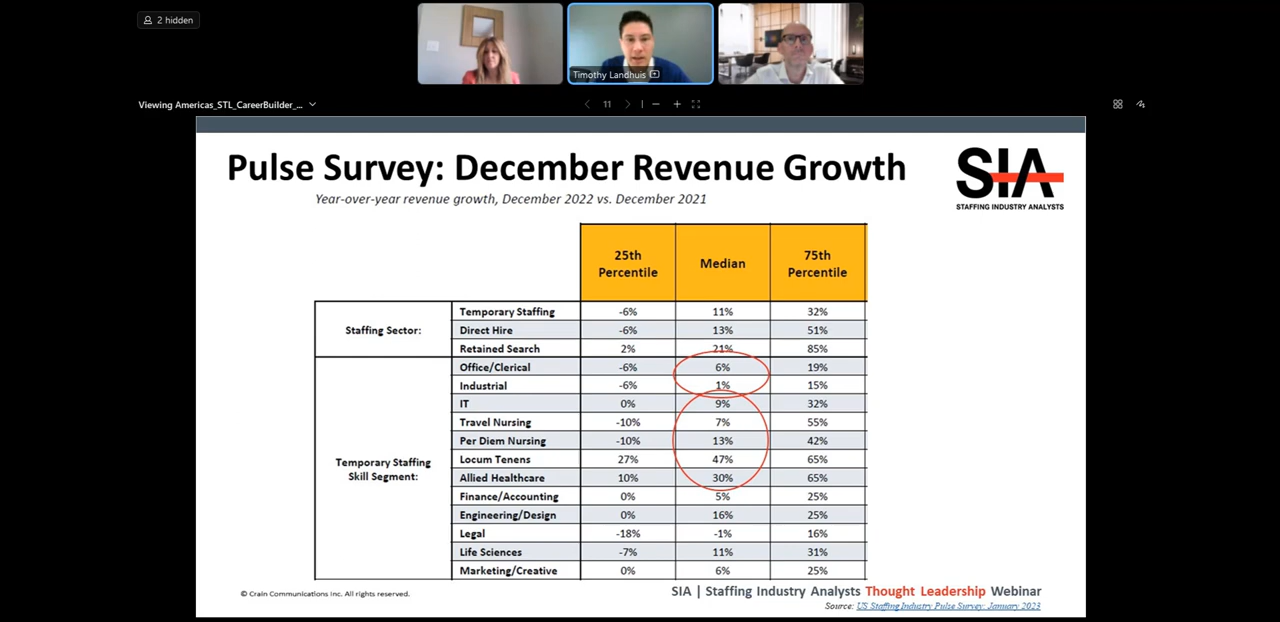 2 hidden
Timothy Landhuis
Viewing Americas_STL_CareerBuilder_...
11
Pulse Survey: December Revenue Growth
Year-over-year revenue growth, December 2022 vs. December 2021
SIA
STAFFING INDUSTRY ANALYSTS
25th Percentile Median 75th Percentile
Staffing Sector:
Temporary Staffing -6% 11% 32%
Direct Hire -6% 13% 51%
Retained Search 2% 21% 85%
Temporary Staffing Skill Segment:
Office/Clerical -6% 6% 19%
Industrial -6% 1% 15%
IT 0% 9% 32%
Travel Nursing -10% 7% 55%
Per Diem Nursing -10% 13% 42%
Locum Tenens 27% 47% 65%
Allied Healthcare 10% 30% 65%
Finance/Accounting 0% 5% 25%
Engineering/Design 0% 16% 25%
Legal -18% -1% 16%
Life Sciences -7% 11% 31%
Marketing/Creative 0% 6% 25%
© Crain Communications Inc. All rights reserved.
SIA | Staffing Industry Analysts Thought Leadership Webinar
Source: US Staffing Industry Pulse Survey: January 2023